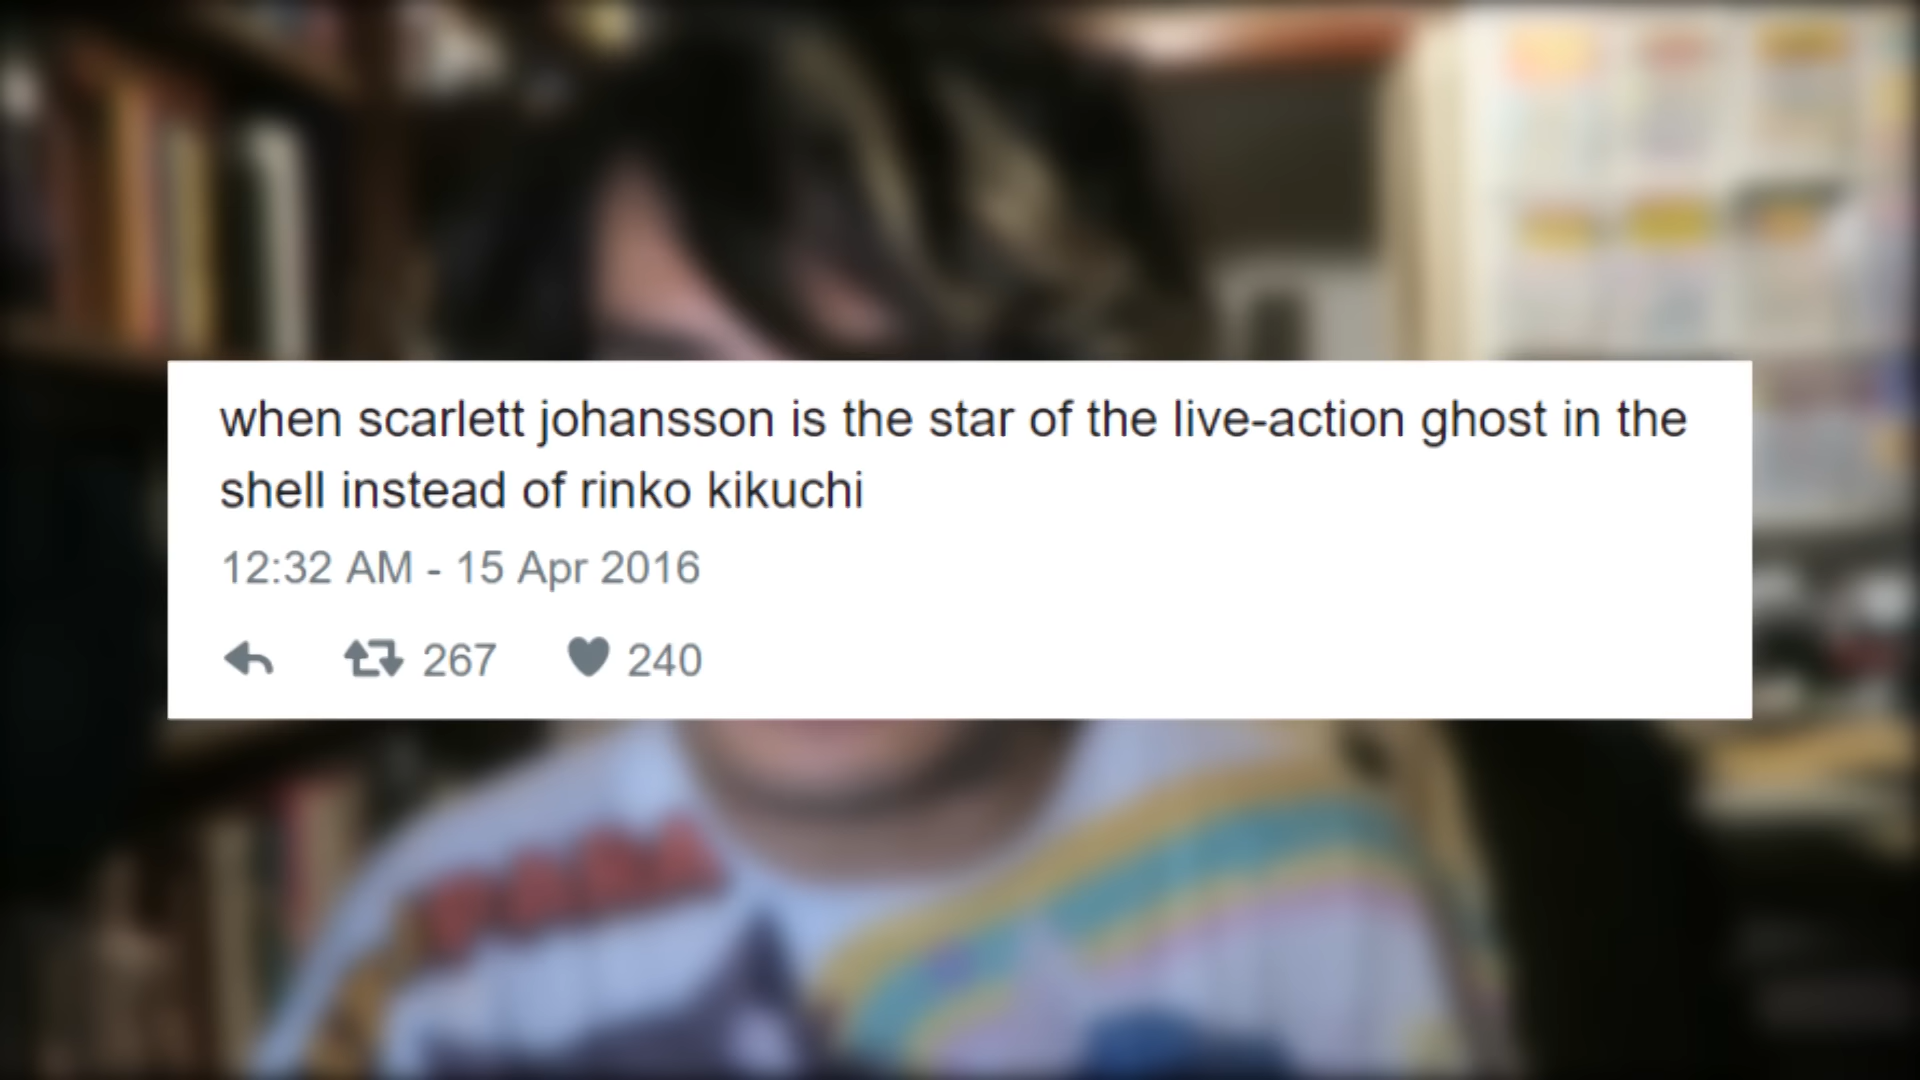 when scarlett johansson is the star of the live-action ghost in the
shell instead of rinko kikuchi
12:32 AM - 15 Apr 2016
267 240